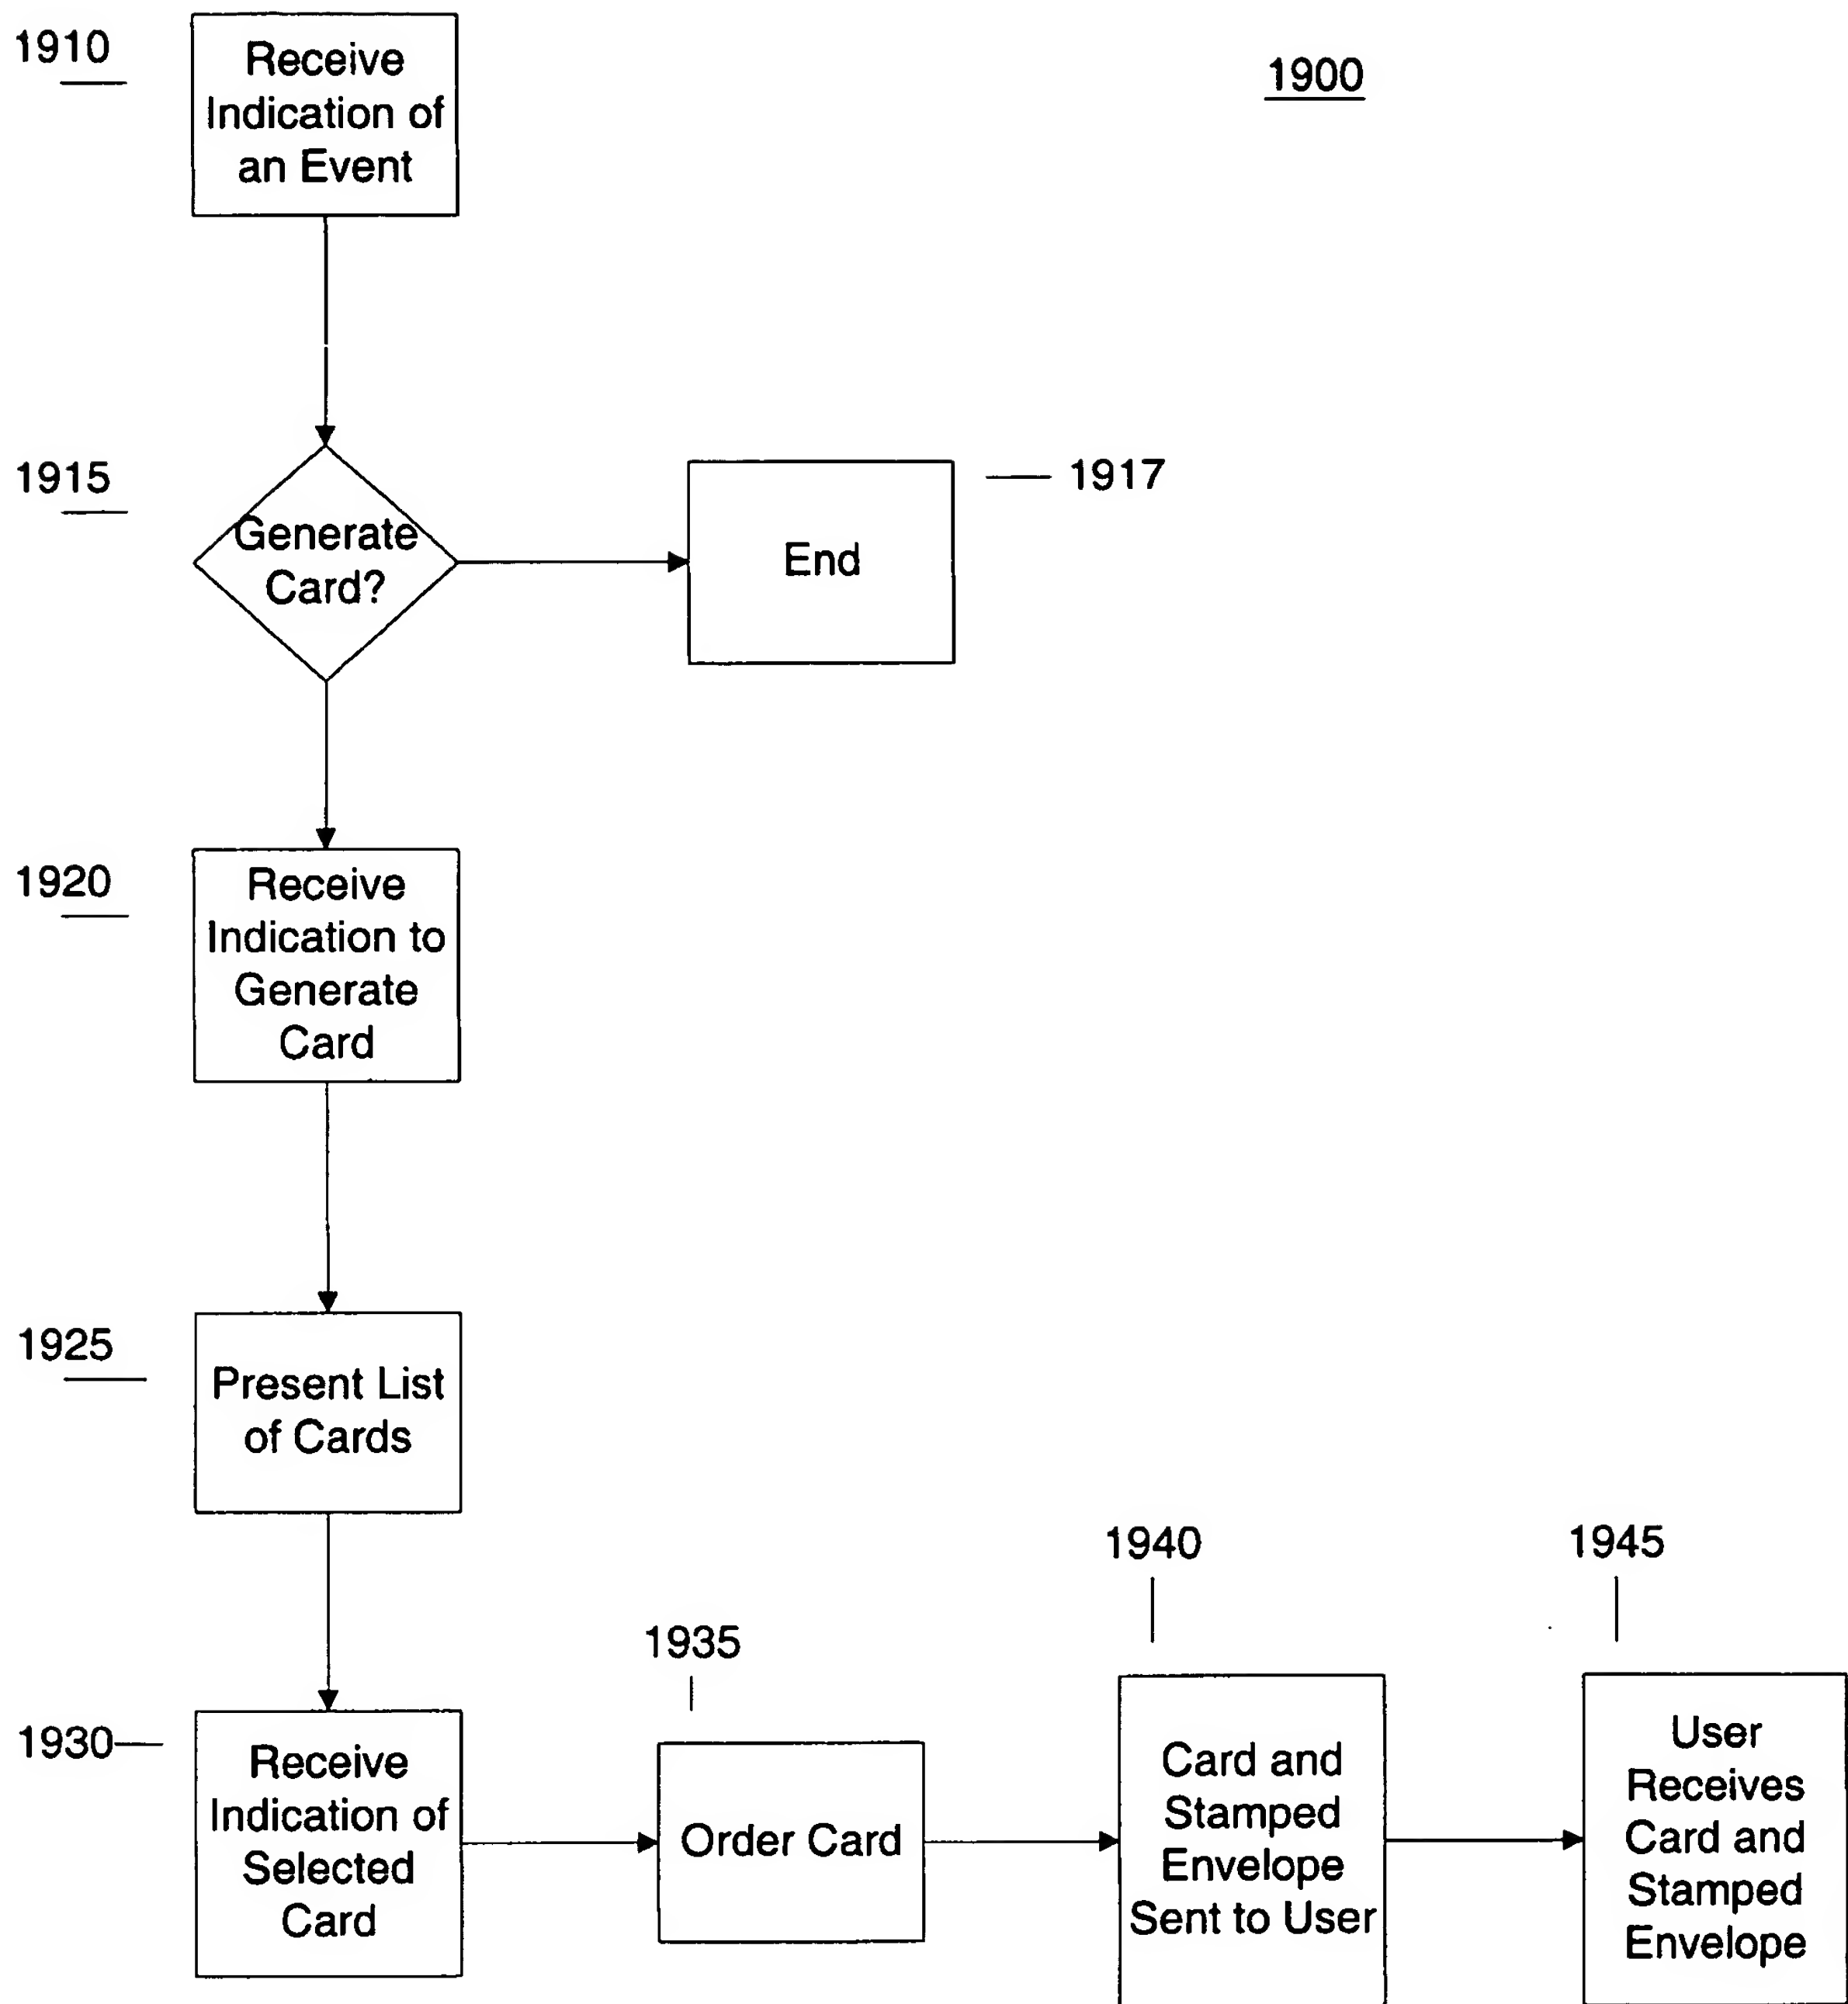 1910
Receive
Indication of
an Event
1900
1915
Generate
Card?
End
1917
1920
Receive
Indication to
Generate
Card
1925
Present List
of Cards
1930
Receive
Indication of
Selected
Card
1935
Order Card
1940
Card and
Stamped
Envelope
Sent to User
1945
User
Receives
Card and
Stamped
Envelope